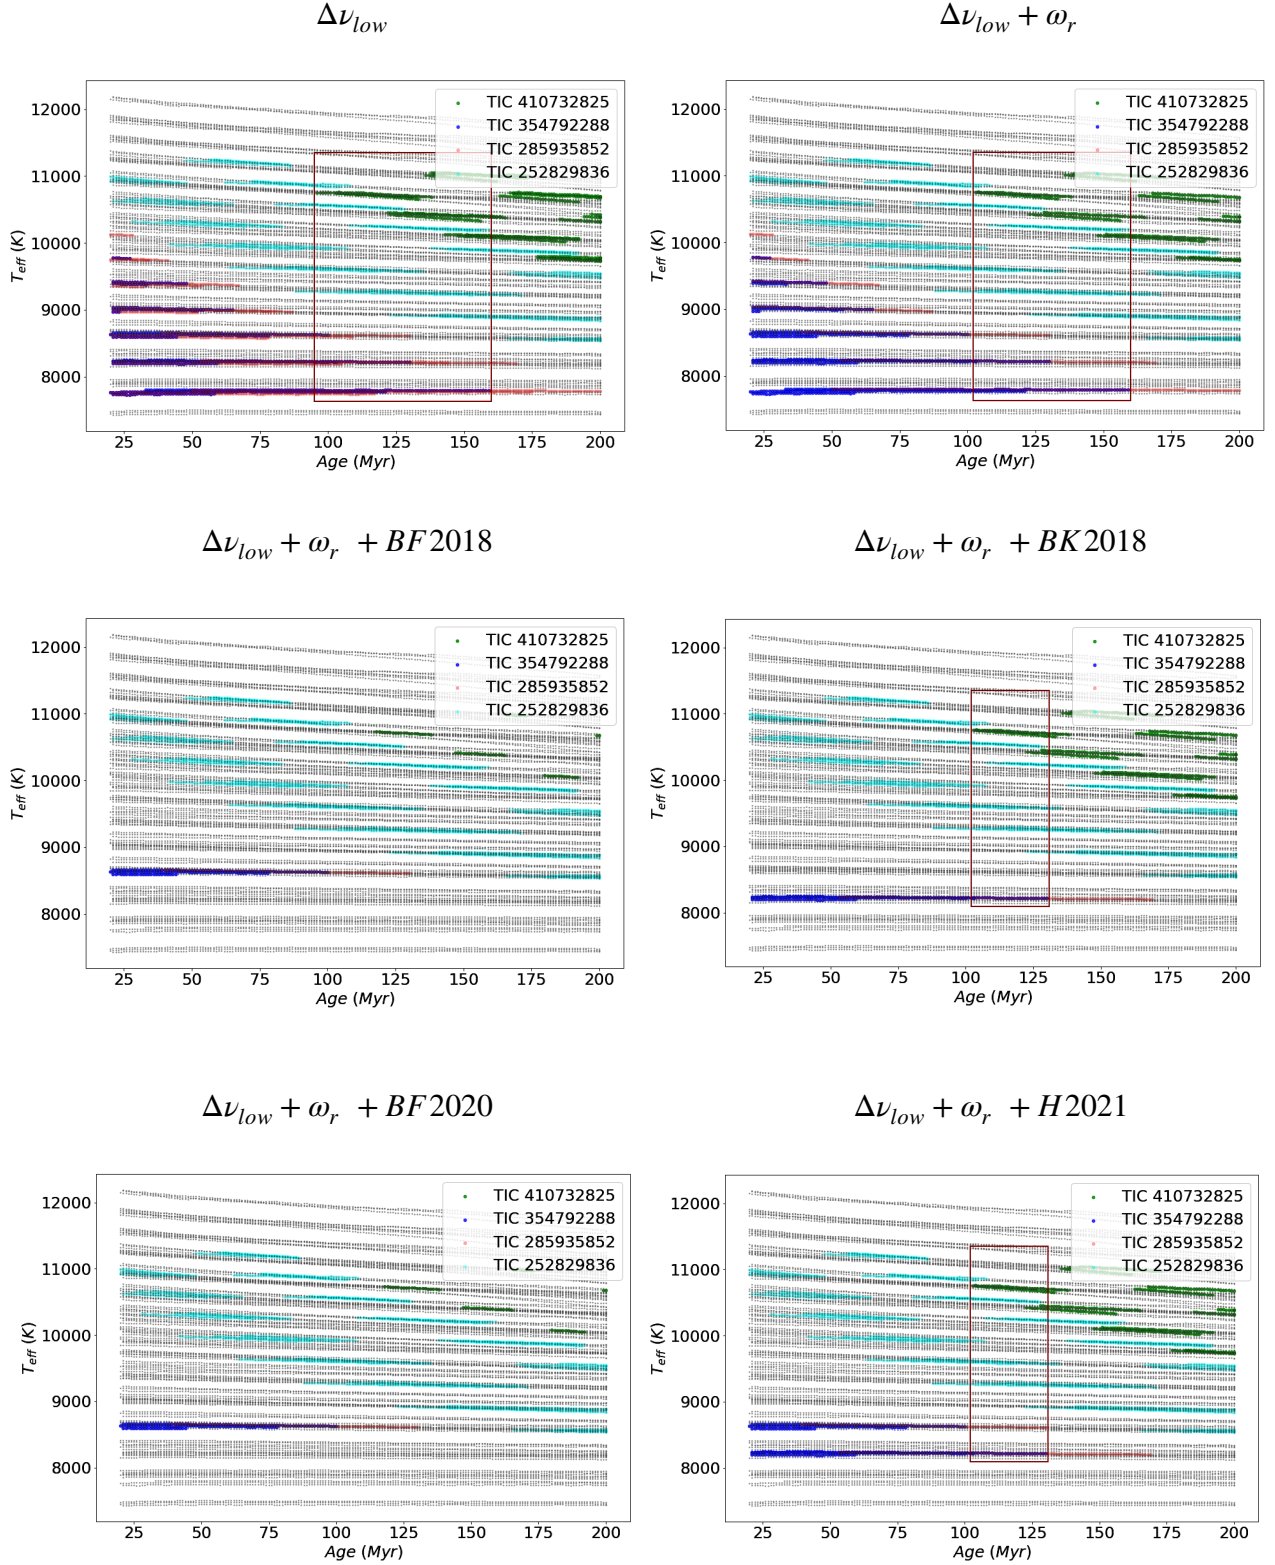 Δν_low
Δν_low + ω_r
12000
11000
10000
9000
8000
T_eff (K)
25 50 75 100 125 150 175 200
Age (Myr)
TIC 410732825
TIC 354792288
TIC 285935852
TIC 252829836
12000
11000
10000
9000
8000
T_eff (K)
25 50 75 100 125 150 175 200
Age (Myr)
TIC 410732825
TIC 354792288
TIC 285935852
TIC 252829836
Δν_low + ω_r + BF2018
Δν_low + ω_r + BK2018
12000
11000
10000
9000
8000
T_eff (K)
25 50 75 100 125 150 175 200
Age (Myr)
TIC 410732825
TIC 354792288
TIC 285935852
TIC 252829836
12000
11000
10000
9000
8000
T_eff (K)
25 50 75 100 125 150 175 200
Age (Myr)
TIC 410732825
TIC 354792288
TIC 285935852
TIC 252829836
Δν_low + ω_r + BF2020
Δν_low + ω_r + H2021
12000
11000
10000
9000
8000
T_eff (K)
25 50 75 100 125 150 175 200
Age (Myr)
TIC 410732825
TIC 354792288
TIC 285935852
TIC 252829836
12000
11000
10000
9000
8000
T_eff (K)
25 50 75 100 125 150 175 200
Age (Myr)
TIC 410732825
TIC 354792288
TIC 285935852
TIC 252829836